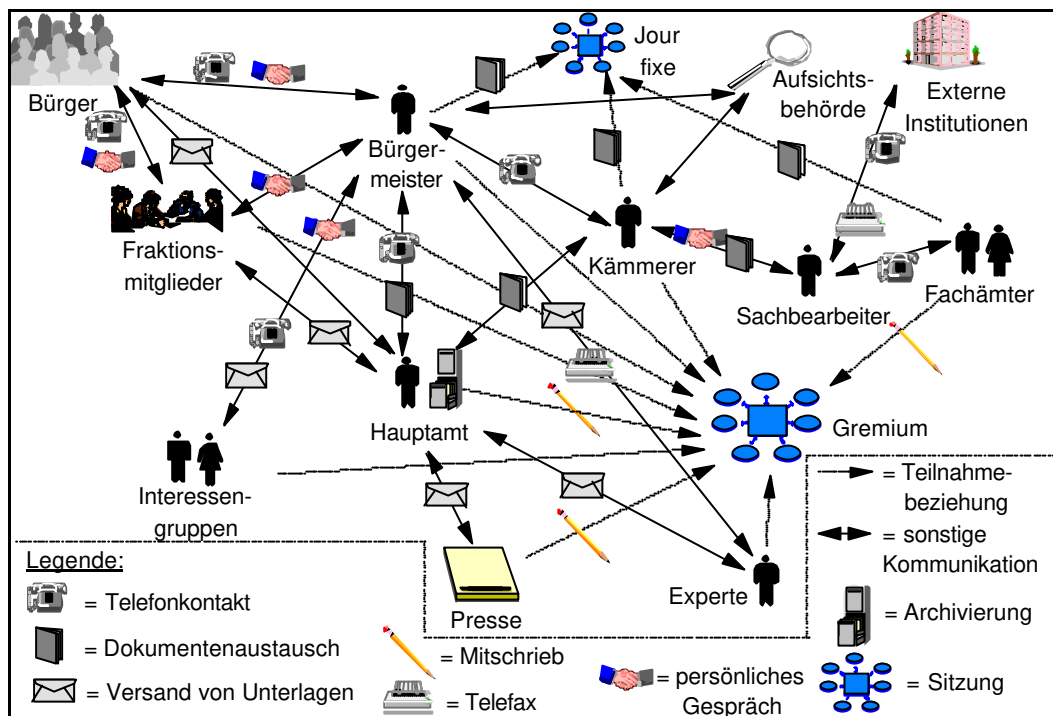 Jour
fixe
Bürger
Aufsichts-
behörde
Externe
Institutionen
Bürger-
meister
Fraktions-
mitglieder
Kämmerer
Sachbearbeiter
Fachämter
Hauptamt
Gremium
Interessen-
gruppen
= Teilnahme-
beziehung
= sonstige
Kommunikation
Legende:
= Telefonkontakt
Presse
Experte
= Archivierung
= Dokumentenaustausch
= Mitschrieb
= persönliches
Gespräch
= Sitzung
= Versand von Unterlagen
= Telefax